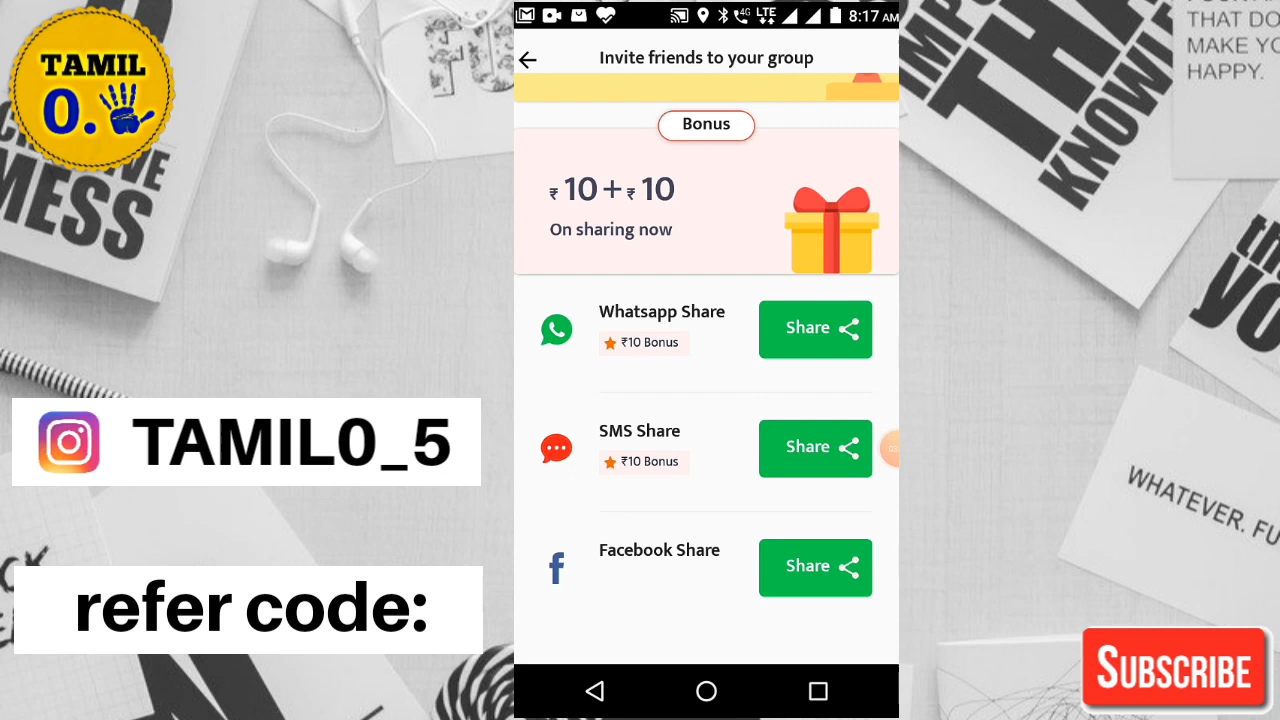 TAMIL
0.
MESS
TAMIL0_5
refer code:
4G
LTE
8:17 AM
Invite friends to your group
Bonus
₹ 10 + ₹ 10
On sharing now
Whatsapp Share
₹10 Bonus
Share
SMS Share
₹10 Bonus
Share
Facebook Share
Share
KNOW
THAT DO
MAKE YO
HAPPY.
WHATEVER. FU
SUBSCRIBE